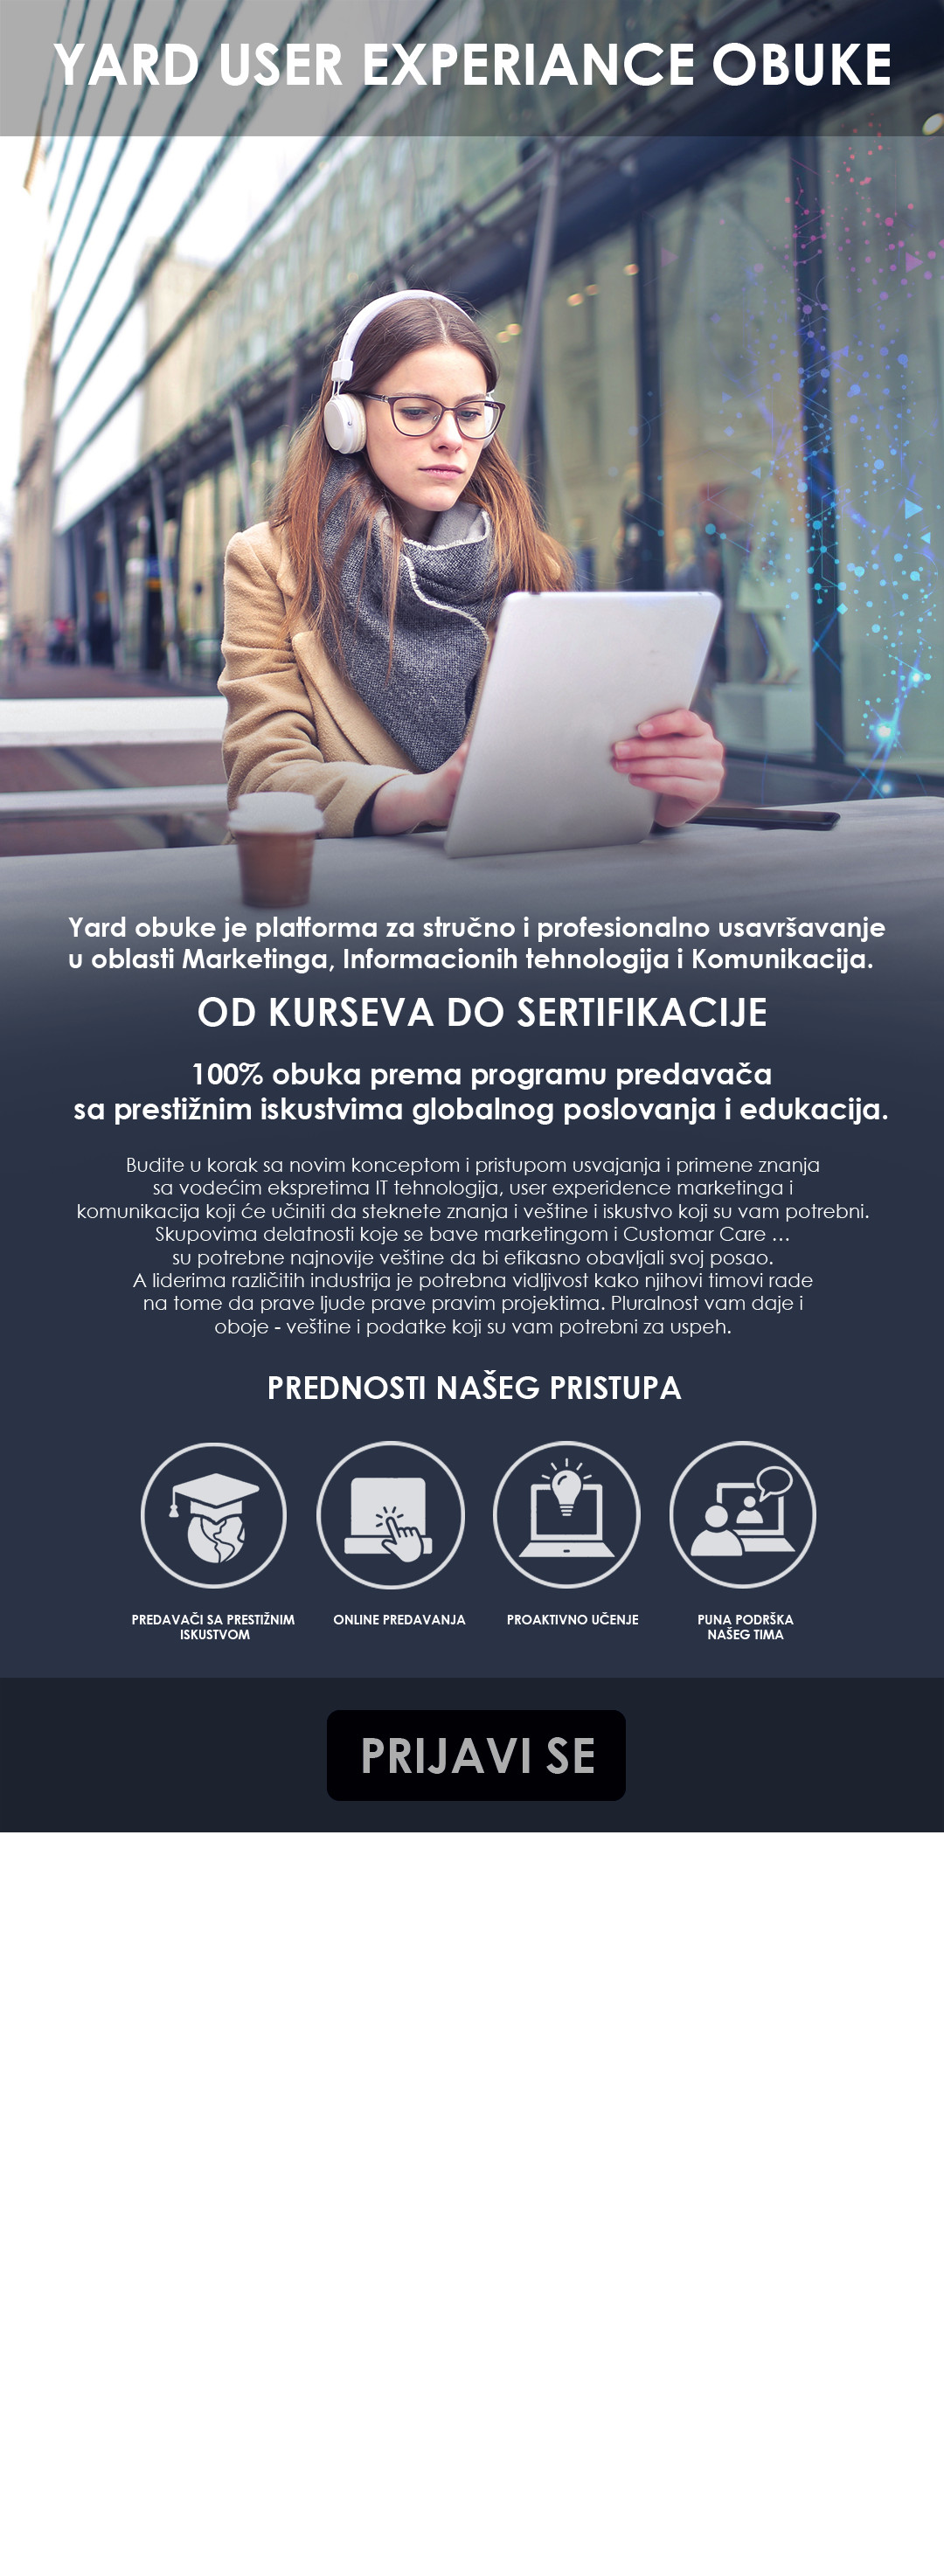 YARD USER EXPERIANCE OBUKE
Yard obuke je platforma za stručno i profesionalno usavršavanje
u oblasti Marketinga, Informacionih tehnologija i Komunikacija.
OD KURSEVA DO SERTIFIKACIJE
100% obuka prema programu predavača
sa prestižnim iskustvima globalnog poslovanja i edukacija.
Budite u korak sa novim konceptom i pristupom usvajanja i primene znanja
sa vodećim ekspretima IT tehnologija, user experidence marketinga i
komunikacija koji će učiniti da steknete znanja i veštine i iskustvo koji su vam potrebni.
Skupovima delatnosti koje se bave marketingom i Customar Care ...
su potrebne najnovije veštine da bi efikasno obavljali svoj posao.
A liderima različitih industrija je potrebna vidljivost kako njihovi timovi rade
na tome da prave ljude prave pravim projektima. Pluralnost vam daje i
oboje - veštine i podatke koji su vam potrebni za uspeh.
PREDNOSTI NAŠEG PRISTUPA
PREDAVAČI SA PRESTIŽNIM
ISKUSTVOM
ONLINE PREDAVANJA
PROAKTIVNO UČENJE
PUNA PODRŠKA
NAŠEG TIMA
PRIJAVI SE